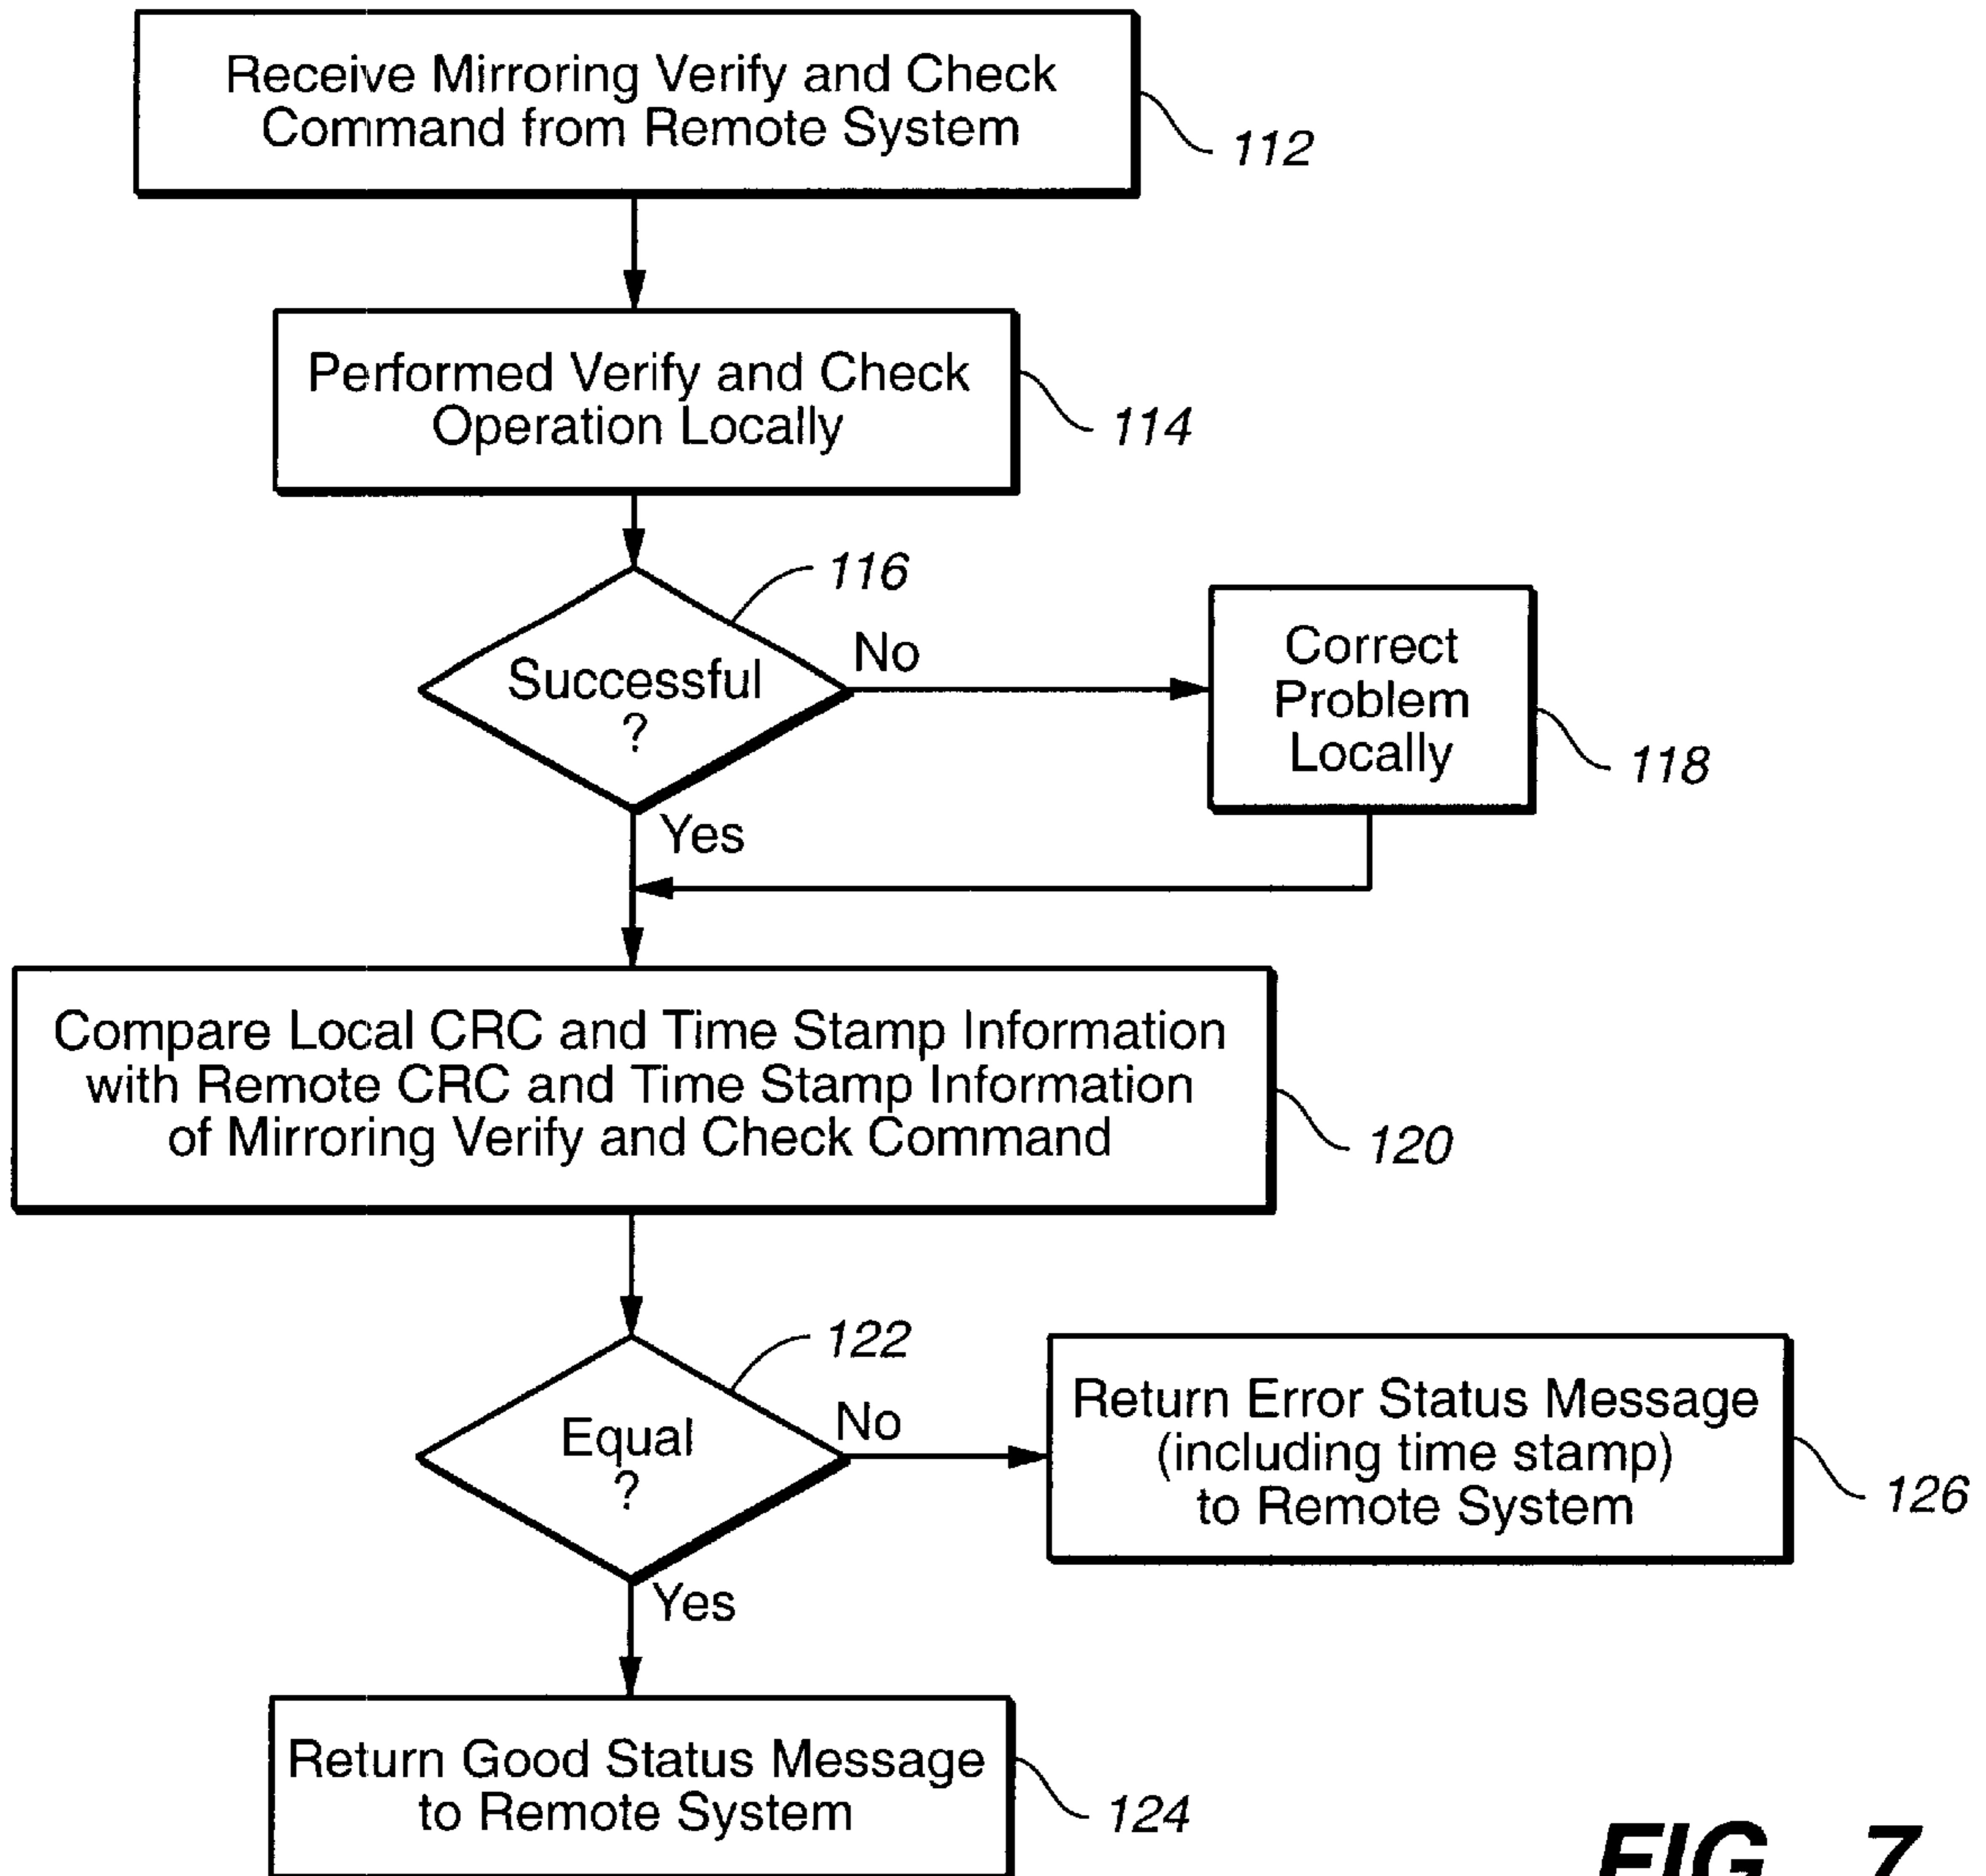 Receive Mirroring Verify and Check
Command from Remote System
112
Performed Verify and Check
Operation Locally
114
116
Successful
?
No
Correct
Problem
Locally
118
Yes
Compare Local CRC and Time Stamp Information
with Remote CRC and Time Stamp Information
of Mirroring Verify and Check Command
120
122
Equal
?
No
Return Error Status Message
(including time stamp)
to Remote System
126
Yes
Return Good Status Message
to Remote System
124
FIG._7